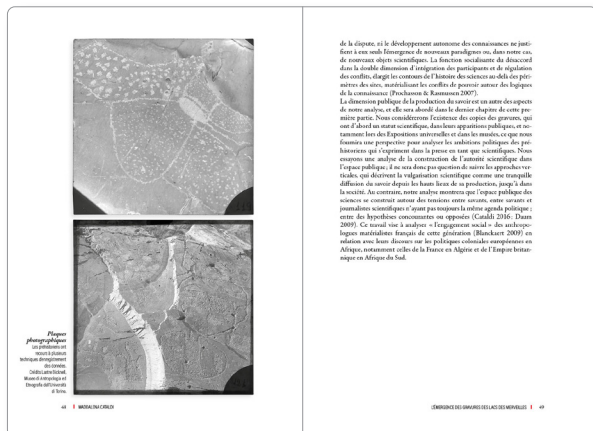 Plaques
photographiques
Les préhistoriens ont
recours à plusieurs
techniques d'enregistrement
des données.
Crédits Luisine Bicknell,
Museo di Antropologia ed
Etnografia dell'Università
di Torino.
48 MADDALENA CATALDI
de la dispute, ni le développement autonome des connaissances ne justi-
fient à eux seuls l'émergence de nouveaux paradigmes ou, dans notre cas,
de nouveaux objets scientifiques. La fonction socialisante du désaccord
dans la double dimension d'intégration des participants et de régulation
des conflits, élargit les contours de l'histoire des sciences au-delà des péri-
mètres des sites, matérialisant les conflits de pouvoir autour des logiques
de la connaissance (Prochasson & Rasmussen 2007).
La dimension publique de la production du savoir est un autre des aspects
de notre analyse, et elle sera abordé dans le dernier chapitre de cette pre-
mière partie. Nous considérerons l'existence des copies des gravures, qui
ont d'abord un statut scientifique, dans leurs apparitions publiques, et no-
tamment lors des Expositions universelles et dans les musées, ce que nous
fournira une perspective pour analyser les ambitions politiques des pré-
historiens qui s'expriment dans la presse en tant que scientifiques. Nous
essayons une analyse de la construction de l'autorité scientifique dans
l'espace publique ; il ne sera donc pas question de suivre les approches ver-
ticales, qui décrivent la vulgarisation scientifique comme une tranquille
diffusion du savoir depuis les hauts lieux de sa production, jusqu'à dans
la société. Au contraire, notre analyse montrera que l'espace publique des
sciences se construit autour des tensions entre savants, entre savants et
journalistes scientifiques n'ayant pas toujours la même agenda politique ;
entre des hypothèses concourantes ou opposées (Cataldi 2016 ; Daum
2009). Ce travail vise à analyser « l'engagement social » des anthropo-
logues matérialistes français de cette génération (Blanckaert 2009) en
relation avec leur discours sur les politiques coloniales européennes en
Afrique, notamment celles de la France en Algérie et de l'Empire britan-
nique en Afrique du Sud.
L'ÉMERGENCE DES GRAVURES DES LACS DES MERVEILLES 49